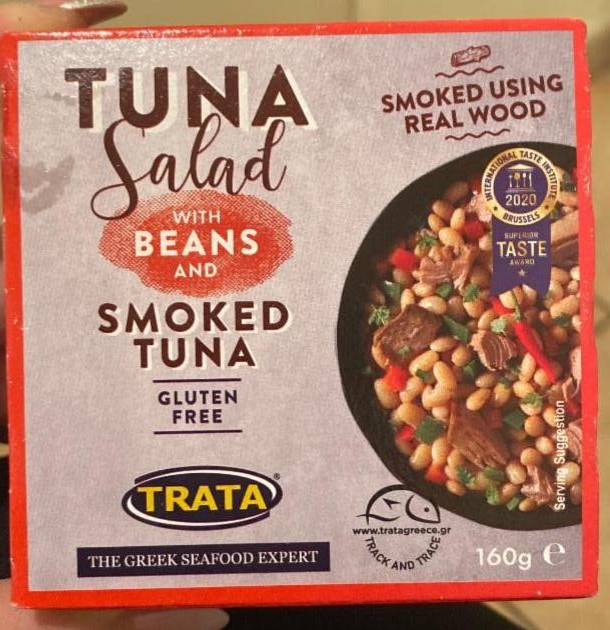 TUNA
Salad
WITH
BEANS
AND
SMOKED
TUNA
GLUTEN
FREE
TRATA®
THE GREEK SEAFOOD EXPERT
SMOKED USING
REAL WOOD
INTERNATIONAL TASTE INSTITUTE
2020
BRUSSELS
SUPERIOR
TASTE
AWARD
Serving Suggestion
www.tratagreece.gr
TRACK AND TRACE
160g ℮